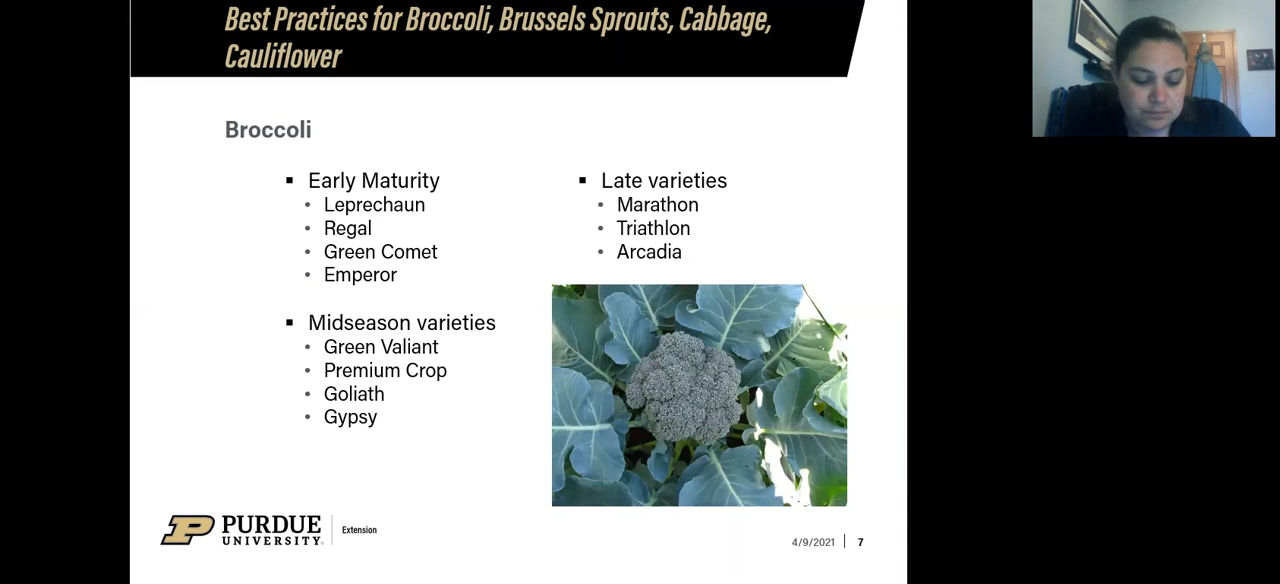 Best Practices for Broccoli, Brussels Sprouts, Cabbage,
Cauliflower
Broccoli
Early Maturity
Leprechaun
Regal
Green Comet
Emperor
Midseason varieties
Green Valiant
Premium Crop
Goliath
Gypsy
Late varieties
Marathon
Triathlon
Arcadia
PURDUE
UNIVERSITY
Extension
4/9/2021
7